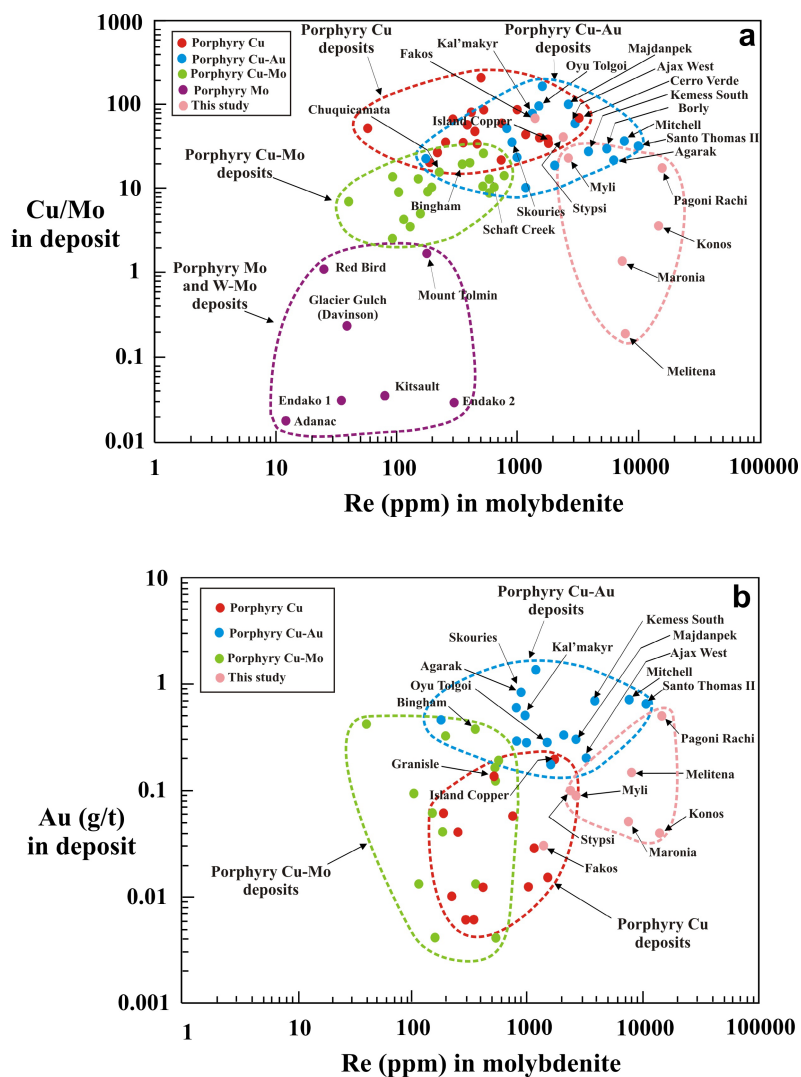 a
Porphyry Cu
Porphyry Cu-Au
Porphyry Cu-Mo
Porphyry Mo
This study
Porphyry Cu
deposits
Fakos
Kal'makyr
Porphyry Cu-Au
deposits
Oyu Tolgoi
Majdanpek
Ajax West
Cerro Verde
Kemess South
Borly
Mitchell
Santo Thomas II
Agarak
Chuquicamata
Island Copper
Porphyry Cu-Mo
deposits
Bingham
Skouries
Schaft Creek
Stypsi
Myli
Pagoni Rachi
Konos
Maronia
Melitena
Porphyry Mo
and W-Mo
deposits
Red Bird
Mount Tolmin
Glacier Gulch
(Davinson)
Kitsault
Endako 1
Endako 2
Adanac
Cu/Mo
in deposit
1000
100
10
1
0.1
0.01
1
10
100
1000
10000
100000
Re (ppm) in molybdenite
b
Porphyry Cu
Porphyry Cu-Au
Porphyry Cu-Mo
This study
Porphyry Cu-Au
deposits
Skouries
Kal'makyr
Kemess South
Majdanpek
Ajax West
Mitchell
Santo Thomas II
Agarak
Oyu Tolgoi
Bingham
Granisle
Island Copper
Pagoni Rachi
Melitena
Myli
Konos
Stypsi
Maronia
Fakos
Porphyry Cu-Mo
deposits
Porphyry Cu
deposits
Au (g/t)
in deposit
10
1
0.1
0.01
0.001
1
10
100
1000
10000
100000
Re (ppm) in molybdenite